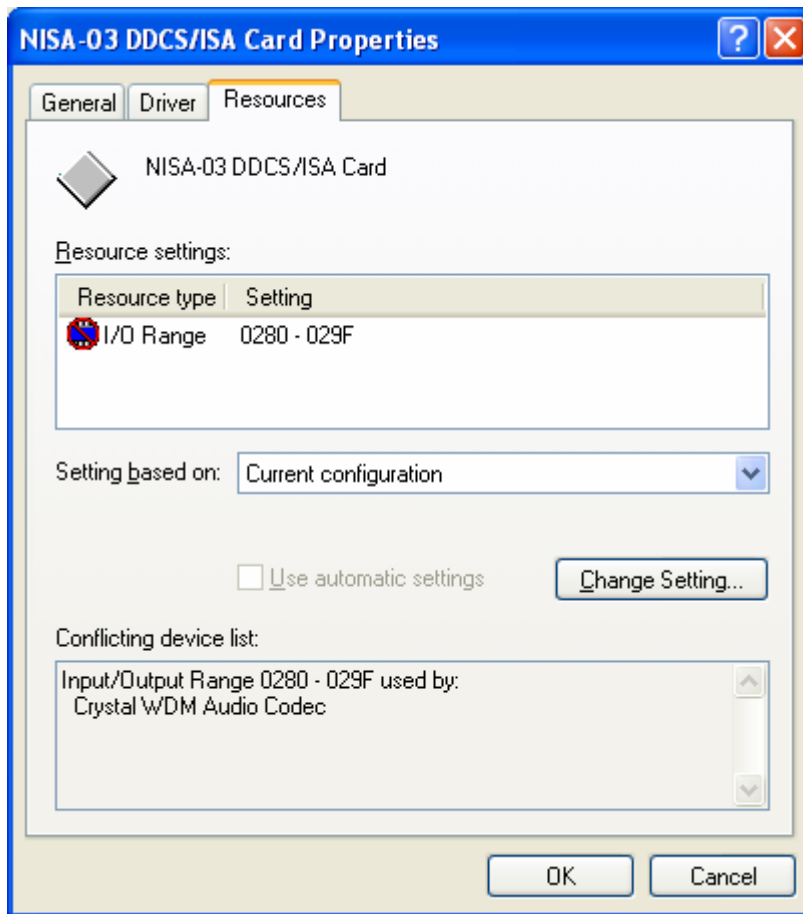 NISA-03 DDCS/ISA Card Properties
General Driver Resources
NISA-03 DDCS/ISA Card
Resource settings:
Resource type Setting
I/O Range 0280 - 029F
Setting based on: Current configuration
Use automatic settings Change Setting...
Conflicting device list:
Input/Output Range 0280 - 029F used by:
Crystal WDM Audio Codec
OK Cancel